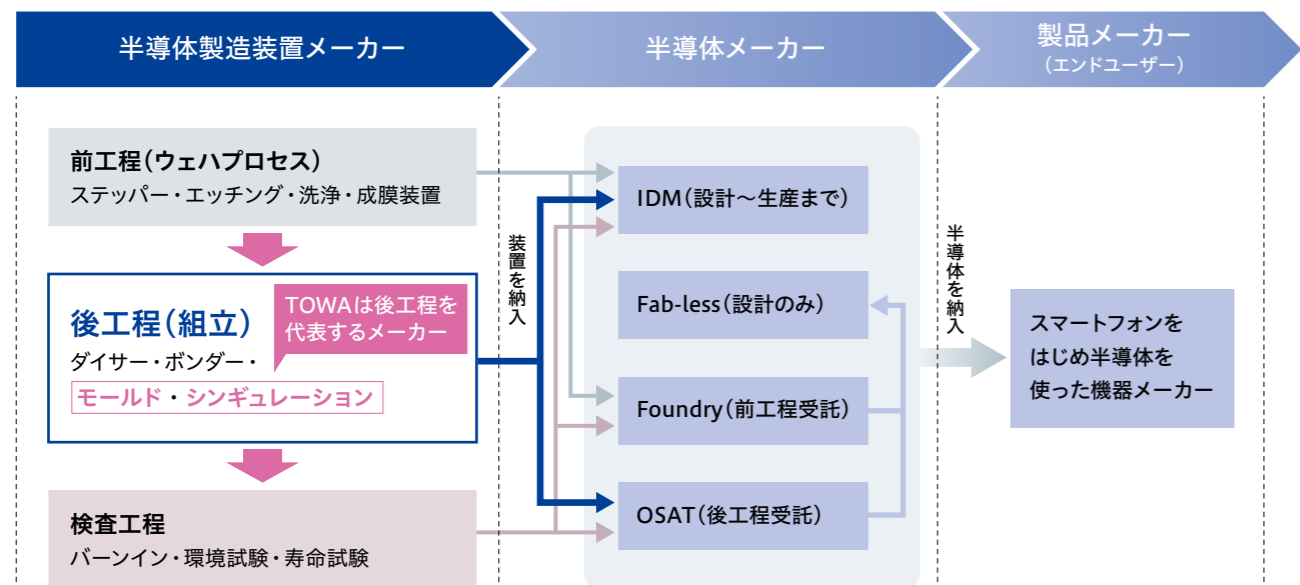 半導体製造装置メーカー
半導体メーカー
製品メーカー
（エンドユーザー）
前工程（ウェハプロセス）
ステッパー・エッチング・洗浄・成膜装置
後工程（組立）
ダイサー・ボンダー・
モールド・シンギュレーション
TOWAは後工程を
代表するメーカー
検査工程
バーンイン・環境試験・寿命試験
装置を納入
IDM（設計～生産まで）
Fab-less（設計のみ）
Foundry（前工程受託）
OSAT（後工程受託）
半導体を納入
スマートフォンを
はじめ半導体を
使った機器メーカー